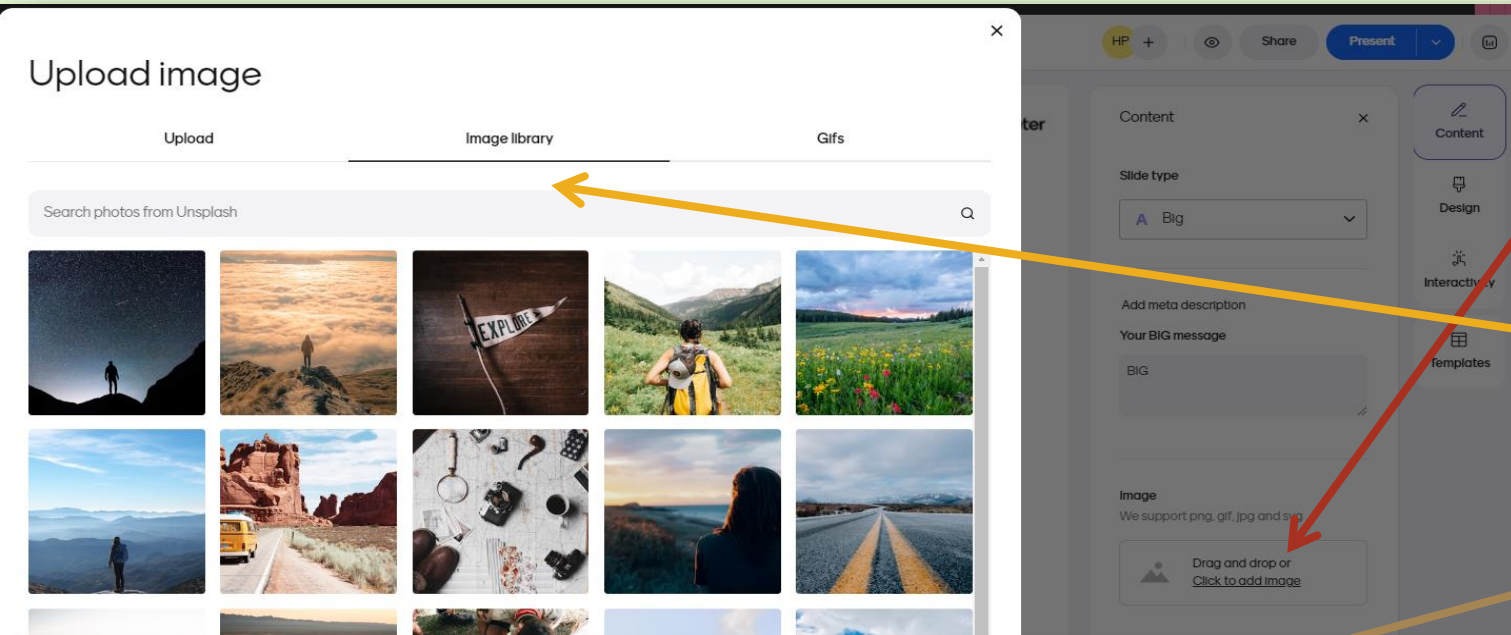 Upload image
Upload
Image library
Gifs
Search photos from Unsplash
EXPLORE
HP
+
Share
Present
ter
Content
Slide type
A Big
Add meta description
Your BIG message
BIG
Image
We support png, gif, jpg and svg
Drag and drop or
Click to add image
Content
Design
Interactivity
Templates